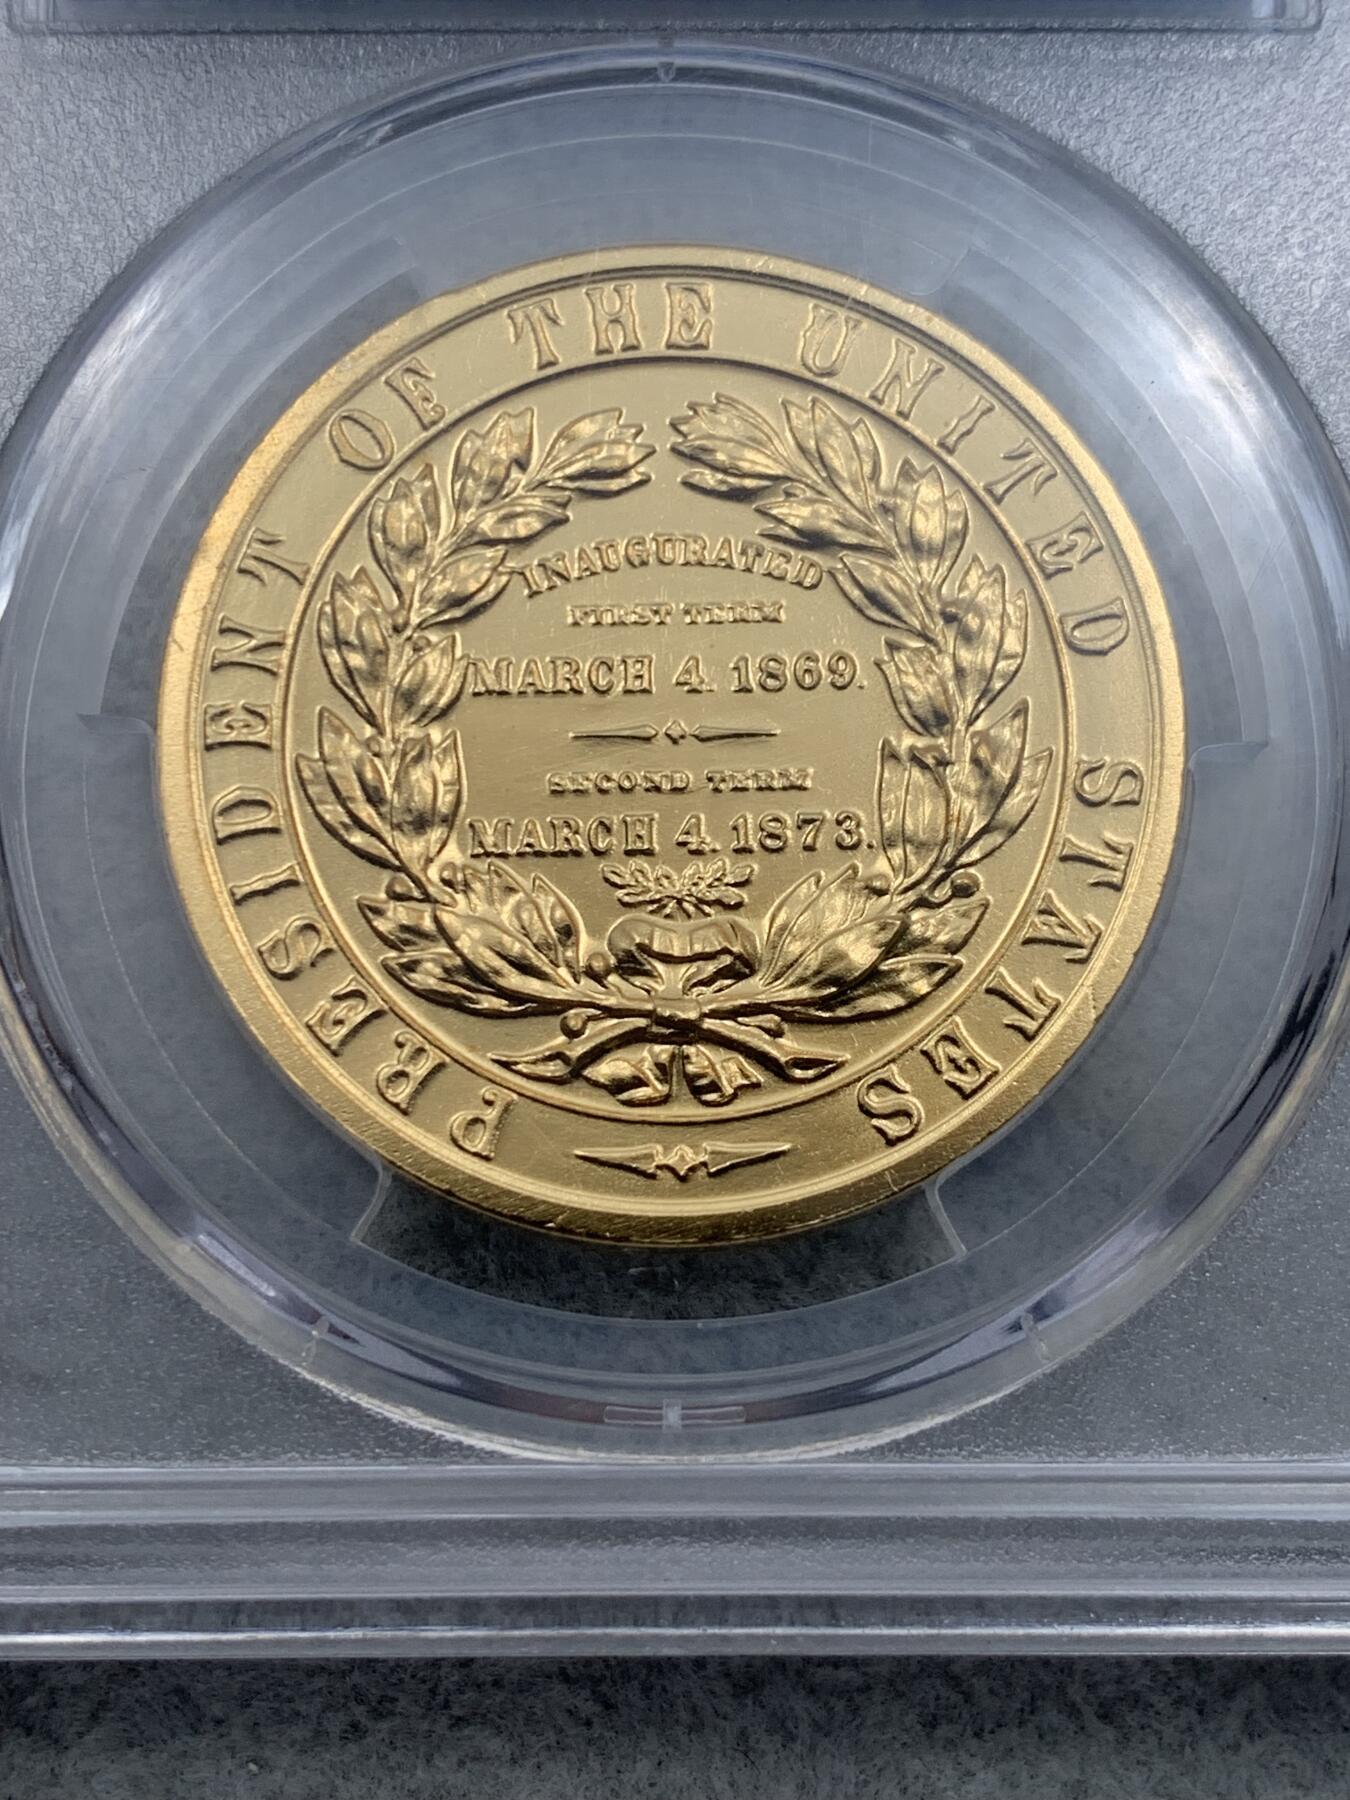 PRESIDENT OF THE UNITED STATES
INAUGURATED
FIRST TERM
MARCH 4. 1869.
SECOND TERM
MARCH 4. 1873.